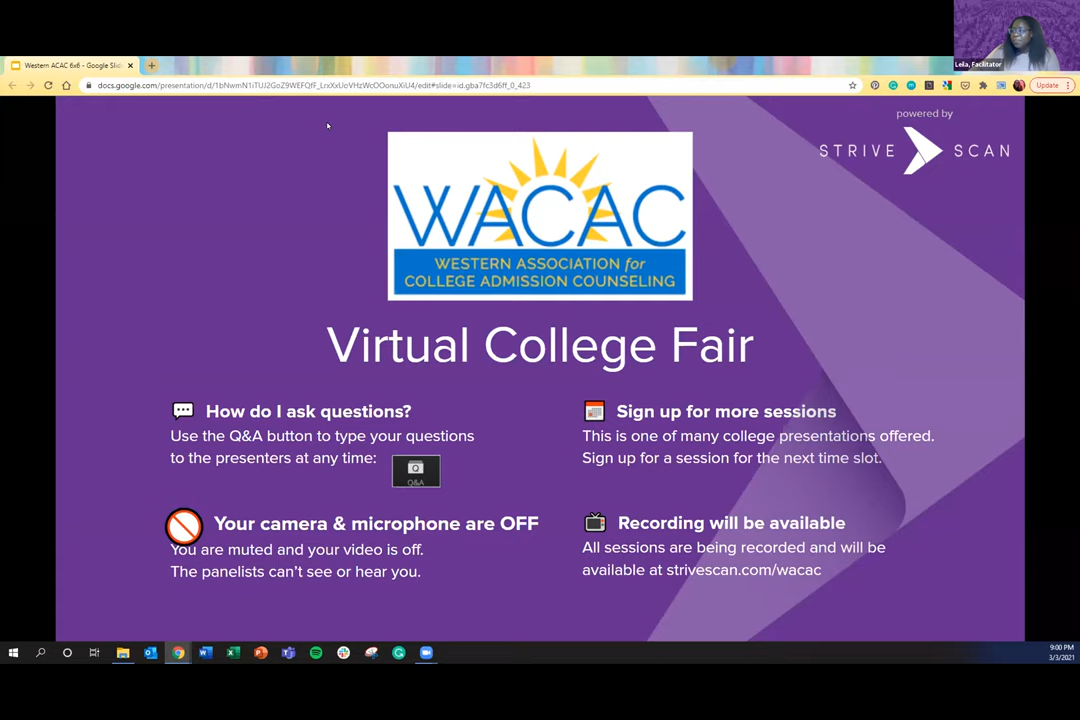 Leila, Facilitator
Western ACAC 6x6 - Google Slid
Update
powered by
STRIVE SCAN
WACAC
WESTERN ASSOCIATION for
COLLEGE ADMISSION COUNSELING
Virtual College Fair
How do I ask questions?
Use the Q&A button to type your questions
to the presenters at any time:
Q
Q&A
Sign up for more sessions
This is one of many college presentations offered.
Sign up for a session for the next time slot.
Your camera & microphone are OFF
You are muted and your video is off.
The panelists can't see or hear you.
Recording will be available
All sessions are being recorded and will be
available at strivescan.com/wacac
9:00 PM